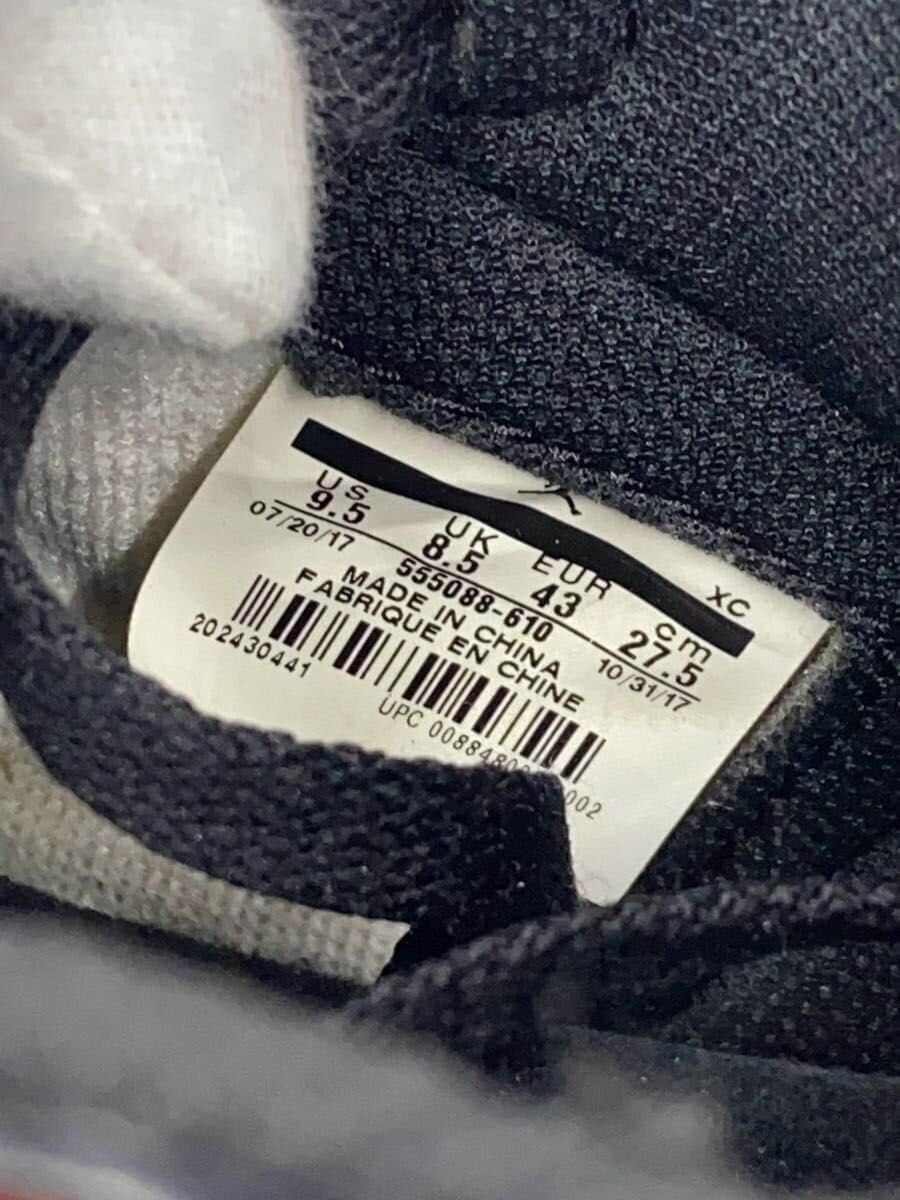 XC
US UK EUR cm
9.5 8.5 43 27.5
07/20/17 555088-610 10/31/17
MADE IN CHINA
FABRIQUE EN CHINE
202430441
UPC
002